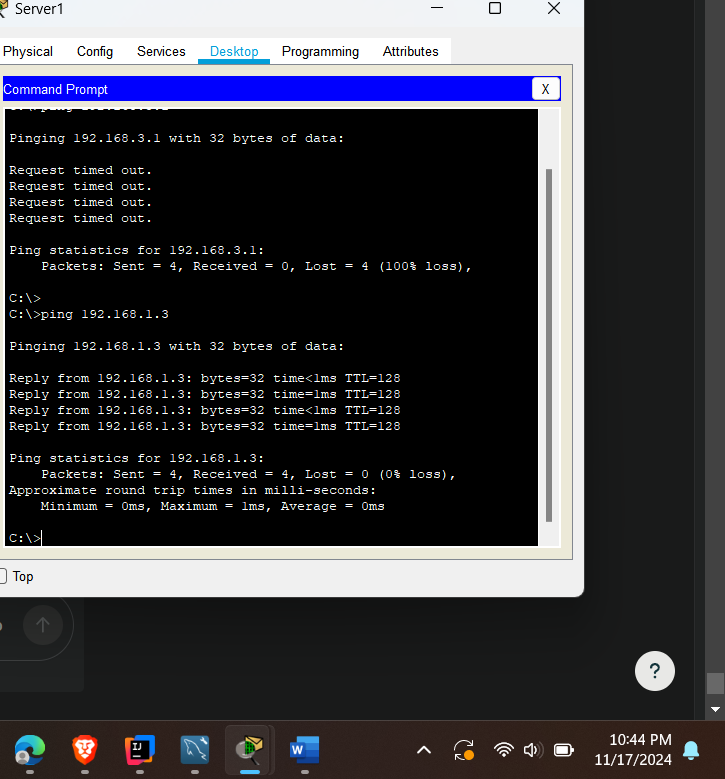 Server1
Physical Config Services Desktop Programming Attributes
Command Prompt X
Pinging 192.168.3.1 with 32 bytes of data:
Request timed out.
Request timed out.
Request timed out.
Request timed out.
Ping statistics for 192.168.3.1:
Packets: Sent = 4, Received = 0, Lost = 4 (100% loss),
C:\>
C:\>ping 192.168.1.3
Pinging 192.168.1.3 with 32 bytes of data:
Reply from 192.168.1.3: bytes=32 time<1ms TTL=128
Reply from 192.168.1.3: bytes=32 time=1ms TTL=128
Reply from 192.168.1.3: bytes=32 time<1ms TTL=128
Reply from 192.168.1.3: bytes=32 time=1ms TTL=128
Ping statistics for 192.168.1.3:
Packets: Sent = 4, Received = 4, Lost = 0 (0% loss),
Approximate round trip times in milli-seconds:
Minimum = 0ms, Maximum = 1ms, Average = 0ms
C:\>
Top
?
IJ
W
10:44 PM
11/17/2024